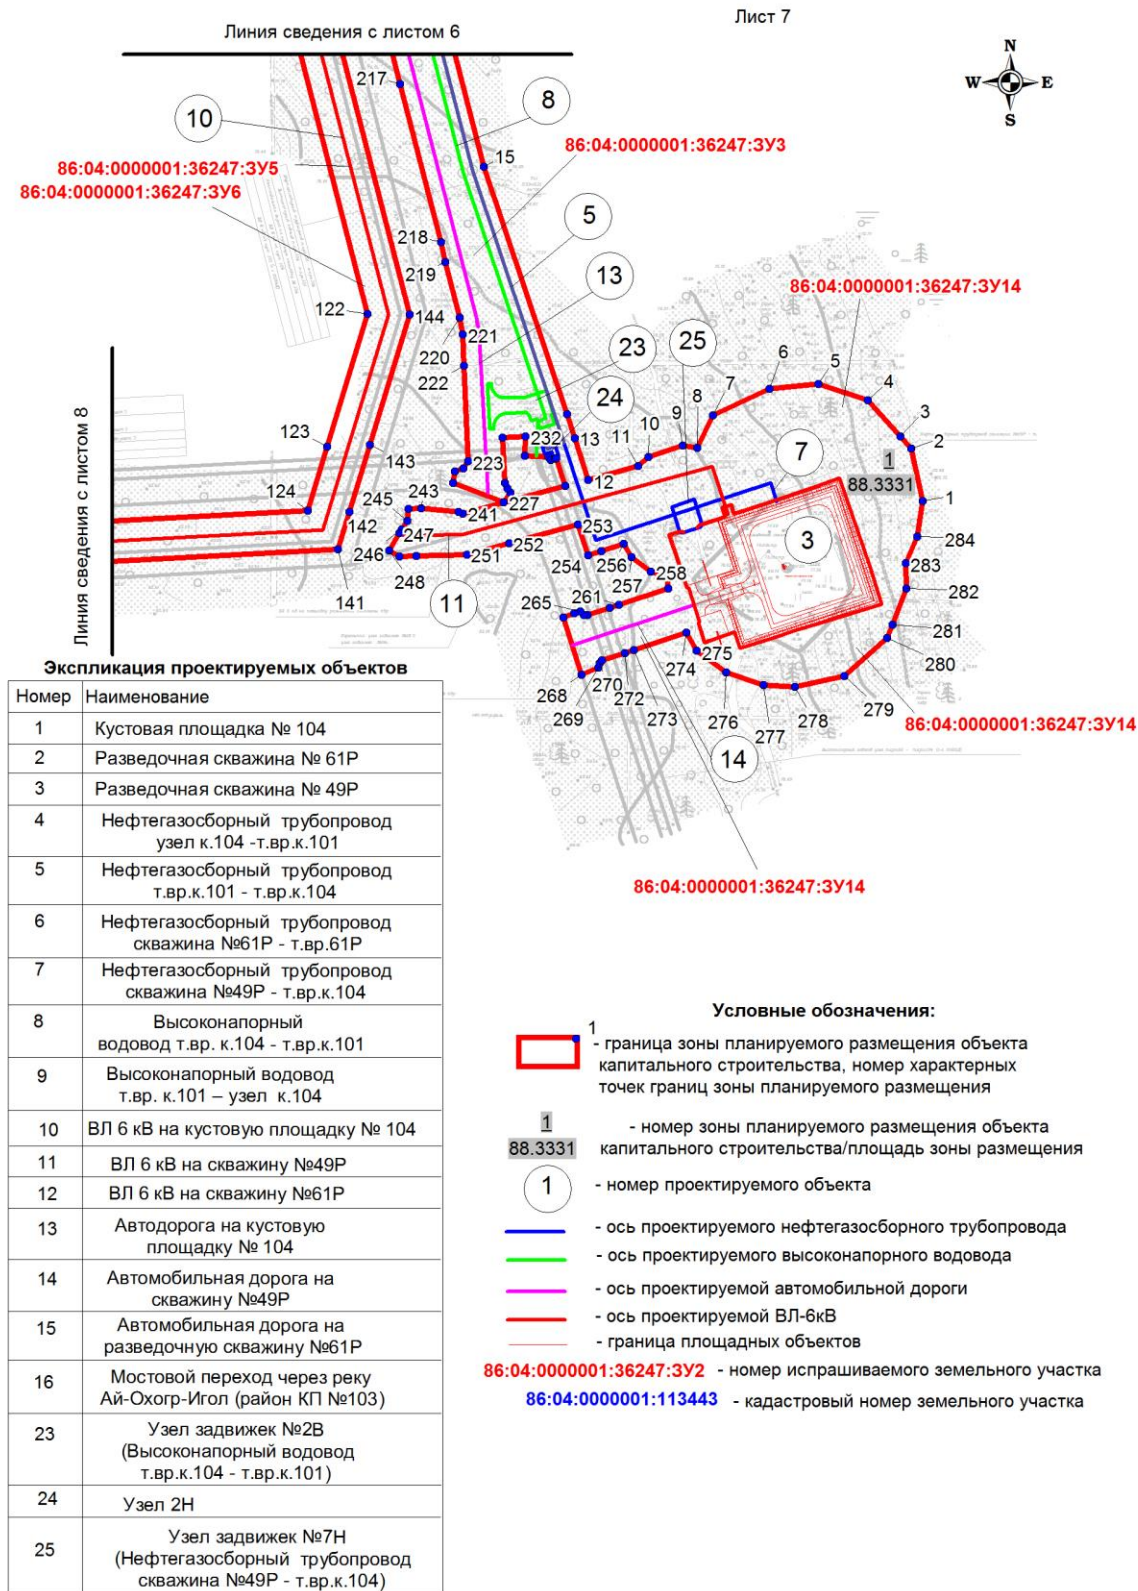 Лист 7
Линия сведения с листом 6
N
W E
S
217
10
8
86:04:0000001:36247:ЗУ5
86:04:0000001:36247:ЗУ6
86:04:0000001:36247:ЗУ3
15
5
218
219
13
86:04:0000001:36247:ЗУ14
122
144
221
220
222
23
25
24
6
5
4
7
8
9
3
2
Линия сведения с листом 8
123
143
232
13
11
10
12
7
1
88.3331
1
223
124
245
243
142
247
241
227
253
284
3
246
248
251
252
254
256
283
258
257
282
141
11
265
261
281
280
274
275
268
270
269
272
273
276
277
278
279
14
86:04:0000001:36247:ЗУ14
86:04:0000001:36247:ЗУ14
Экспликация проектируемых объектов
Номер Наименование
1 Кустовая площадка № 104
2 Разведочная скважина № 61Р
3 Разведочная скважина № 49Р
4 Нефтегазосборный трубопровод
узел к.104 -т.вр.к.101
5 Нефтегазосборный трубопровод
т.вр.к.101 - т.вр.к.104
6 Нефтегазосборный трубопровод
скважина №61Р - т.вр.61Р
7 Нефтегазосборный трубопровод
скважина №49Р - т.вр.к.104
8 Высоконапорный
водовод т.вр. к.104 - т.вр.к.101
9 Высоконапорный водовод
т.вр. к.101 – узел к.104
10 ВЛ 6 кВ на кустовую площадку № 104
11 ВЛ 6 кВ на скважину №49Р
12 ВЛ 6 кВ на скважину №61Р
13 Автодорога на кустовую
площадку № 104
14 Автомобильная дорога на
скважину №49Р
15 Автомобильная дорога на
разведочную скважину №61Р
16 Мостовой переход через реку
Ай-Охогр-Игол (район КП №103)
23 Узел задвижек №2В
(Высоконапорный водовод
т.вр.к.104 - т.вр.к.101)
24 Узел 2Н
25 Узел задвижек №7Н
(Нефтегазосборный трубопровод
скважина №49Р - т.вр.к.104)
Условные обозначения:
1
- граница зоны планируемого размещения объекта
капитального строительства, номер характерных
точек границ зоны планируемого размещения
1
88.3331
- номер зоны планируемого размещения объекта
капитального строительства/площадь зоны размещения
1 - номер проектируемого объекта
- ось проектируемого нефтегазосборного трубопровода
- ось проектируемого высоконапорного водовода
- ось проектируемой автомобильной дороги
- ось проектируемой ВЛ-6кВ
- граница площадных объектов
86:04:0000001:36247:ЗУ2 - номер испрашиваемого земельного участка
86:04:0000001:113443 - кадастровый номер земельного участка